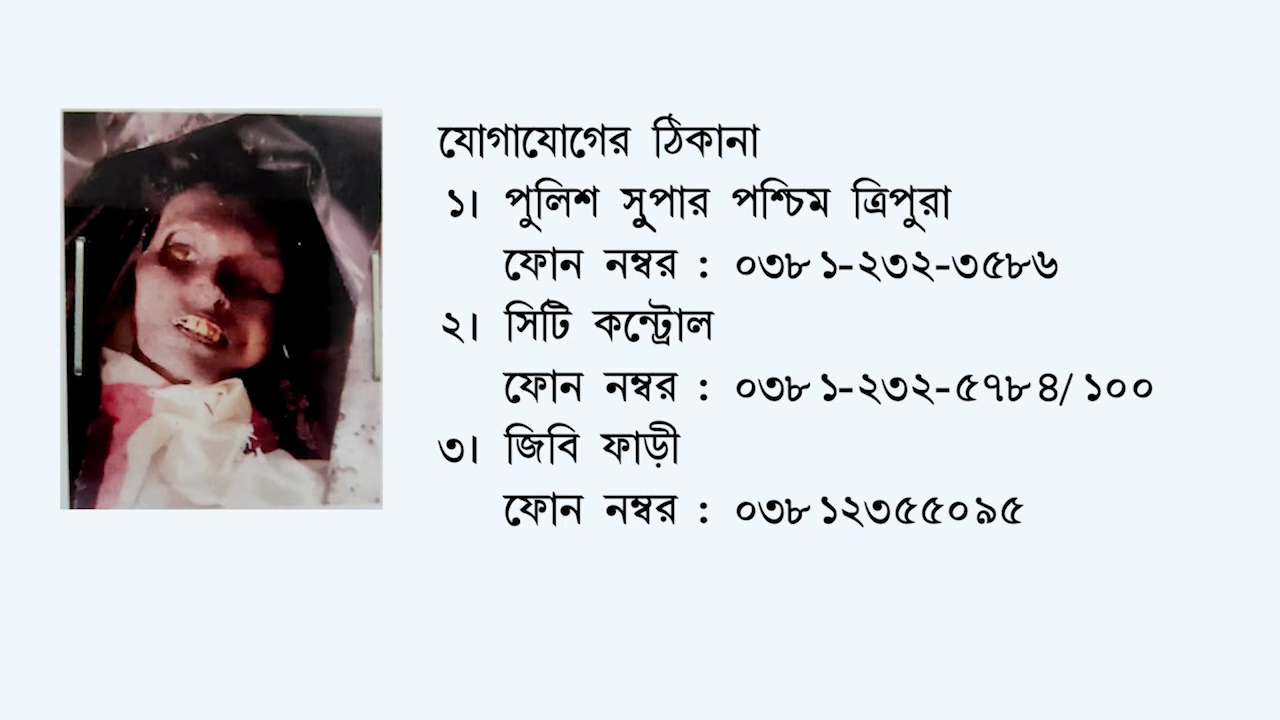 যোগাযোগের ঠিকানা
১। পুলিশ সুপার পশ্চিম ত্রিপুরা
ফোন নম্বর : ০৩৮১-২৩২-৩৫৮৬
২। সিটি কন্ট্রোল
ফোন নম্বর : ০৩৮১-২৩২-৫৭৮৪/১০০
৩। জিবি ফাড়ী
ফোন নম্বর : ০৩৮১২৩৫৫০৯৫